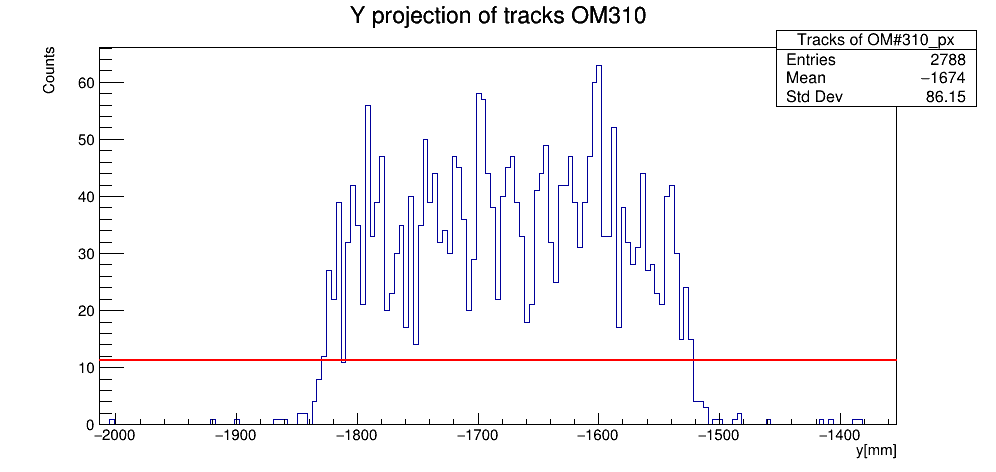 Y projection of tracks OM310
Tracks of OM#310_px
Entries 2788
Mean −1674
Std Dev 86.15
Counts
60
50
40
30
20
10
0
−2000 −1900 −1800 −1700 −1600 −1500 −1400
y[mm]